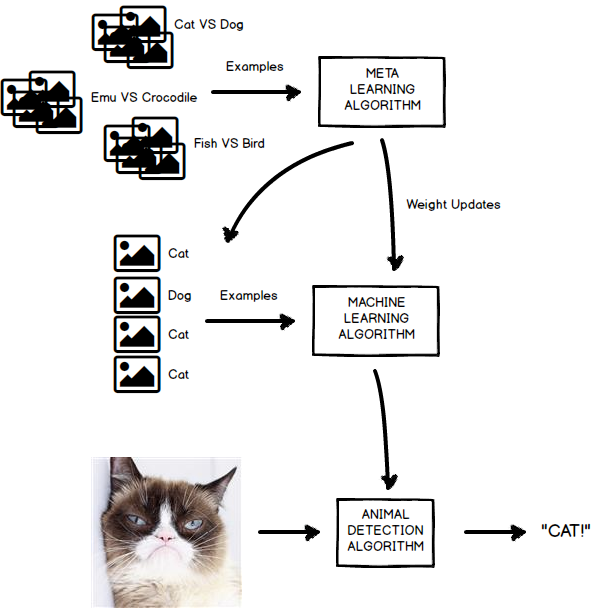 Cat VS Dog
Examples
Emu VS Crocodile
Fish VS Bird
META
LEARNING
ALGORITHM
Weight Updates
Cat
Dog
Cat
Cat
Examples
MACHINE
LEARNING
ALGORITHM
ANIMAL
DETECTION
ALGORITHM
"CAT!"